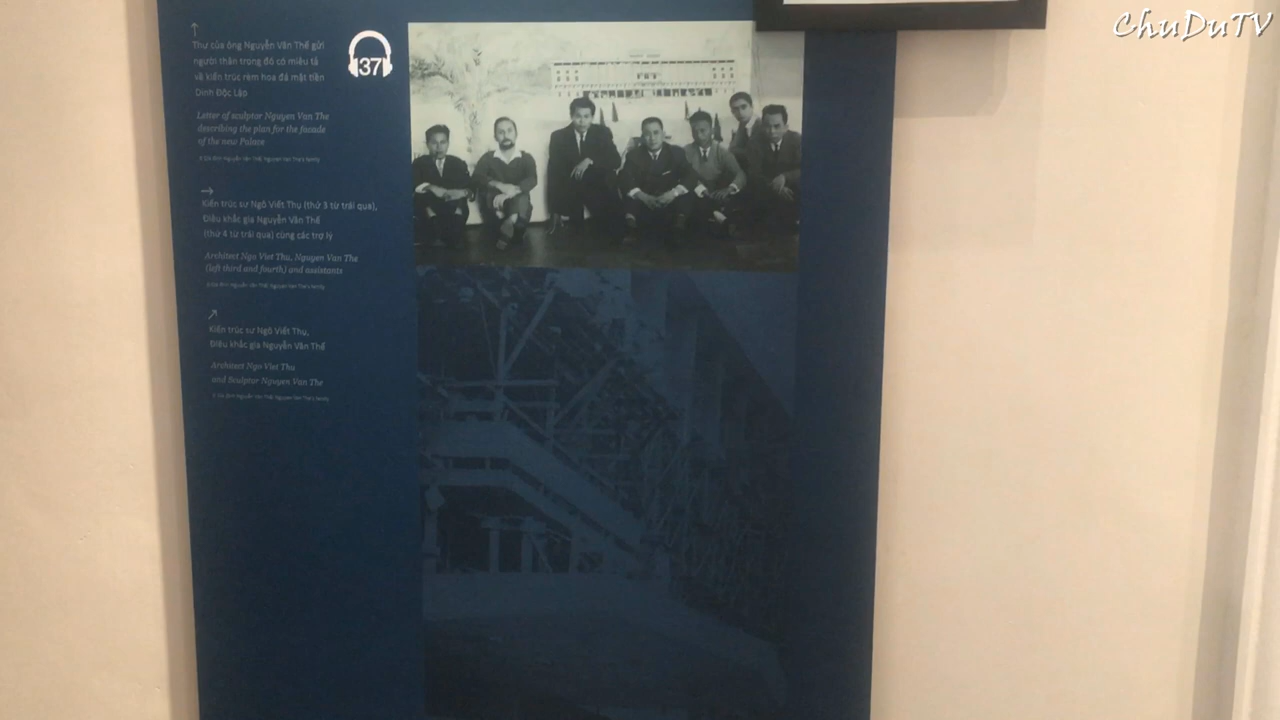 ChuDuTV
Thư của ông Nguyễn Văn Thế gửi
người thân trong đó có miêu tả
về kiến trúc rèm hoa đá mặt tiền
Dinh Độc Lập
Letter of sculptor Nguyen Van The
describing the plan for the facade
of the new Palace
37
Kiến trúc sư Ngô Viết Thụ (thứ 3 từ trái qua),
Điêu khắc gia Nguyễn Văn Thế
(thứ 4 từ trái qua) cùng các trợ lý
Architect Ngo Viet Thu, Nguyen Van The
(left third and fourth) and assistants
Kiến trúc sư Ngô Viết Thụ,
Điêu khắc gia Nguyễn Văn Thế
Architect Ngo Viet Thu
and Sculptor Nguyen Van The